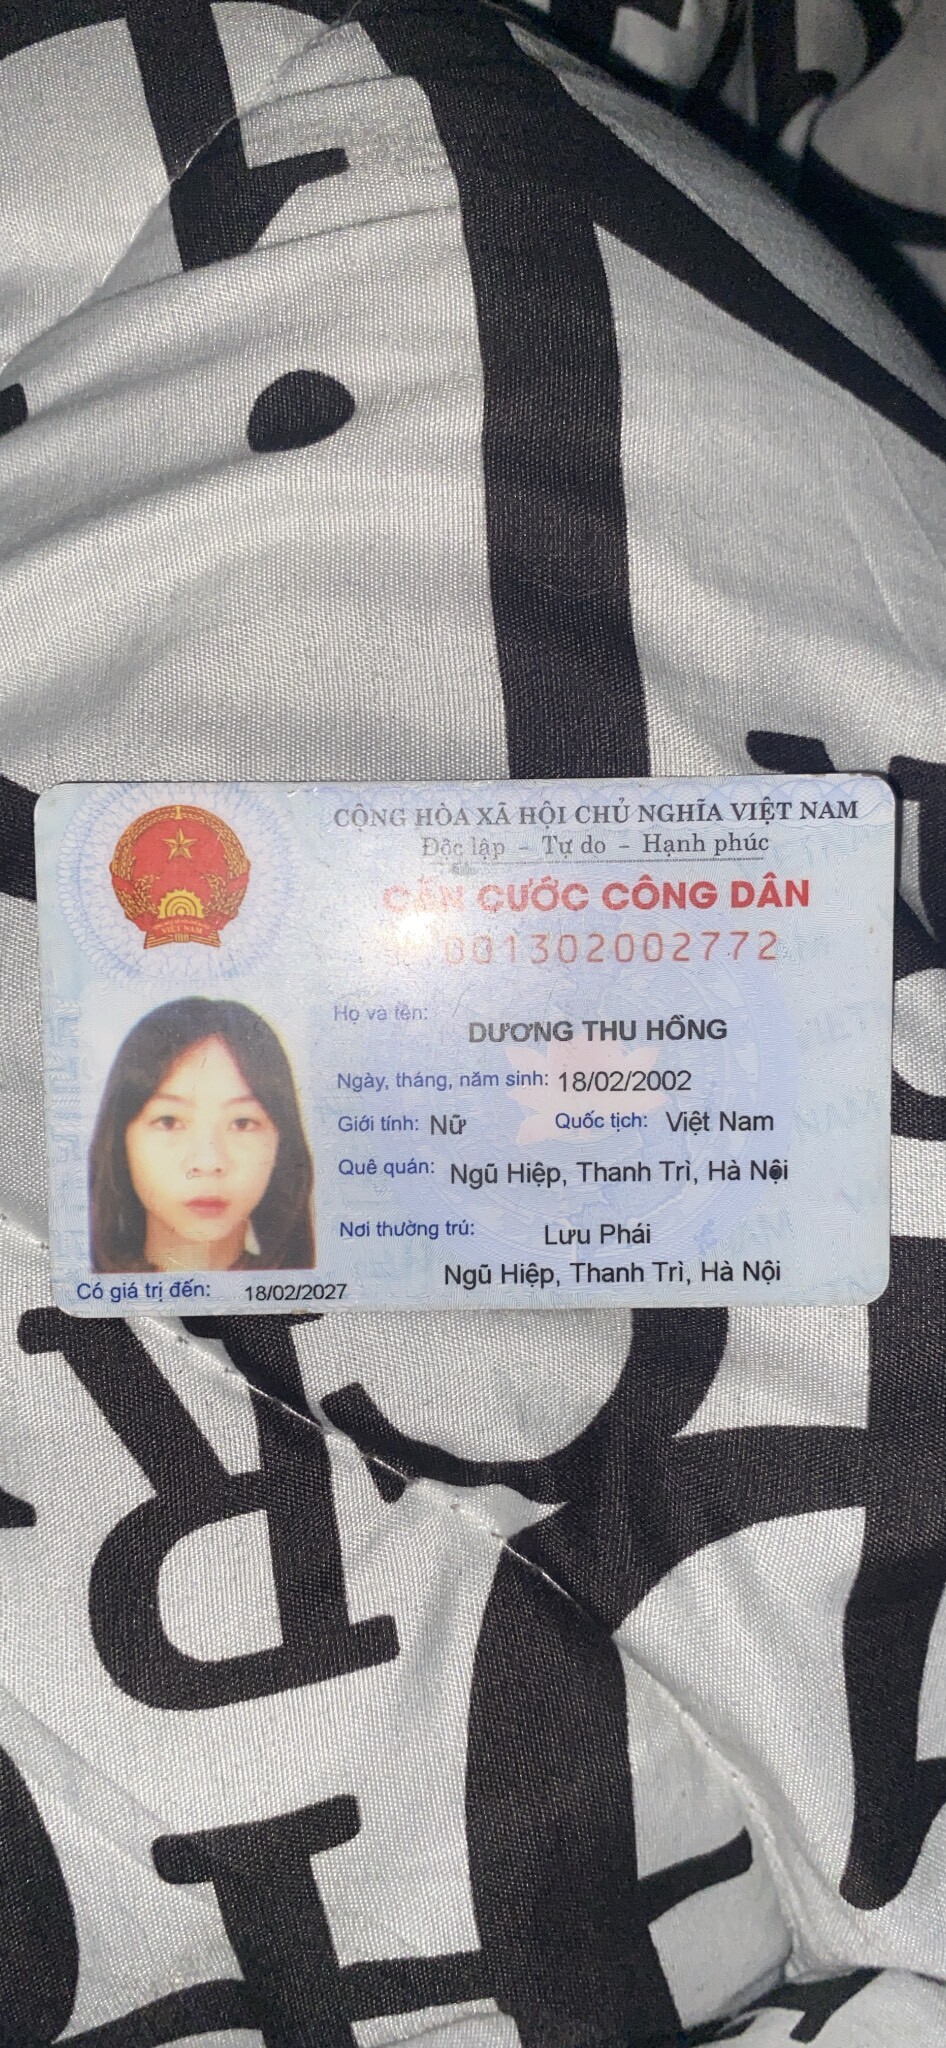 CỘNG HÒA XÃ HỘI CHỦ NGHĨA VIỆT NAM
Độc lập - Tự do - Hạnh phúc
CĂN CƯỚC CÔNG DÂN
001302002772
Họ và tên: DƯƠNG THU HỒNG
Ngày, tháng, năm sinh: 18/02/2002
Giới tính: Nữ Quốc tịch: Việt Nam
Quê quán: Ngũ Hiệp, Thanh Trì, Hà Nội
Nơi thường trú: Lưu Phái
Ngũ Hiệp, Thanh Trì, Hà Nội
Có giá trị đến: 18/02/2027